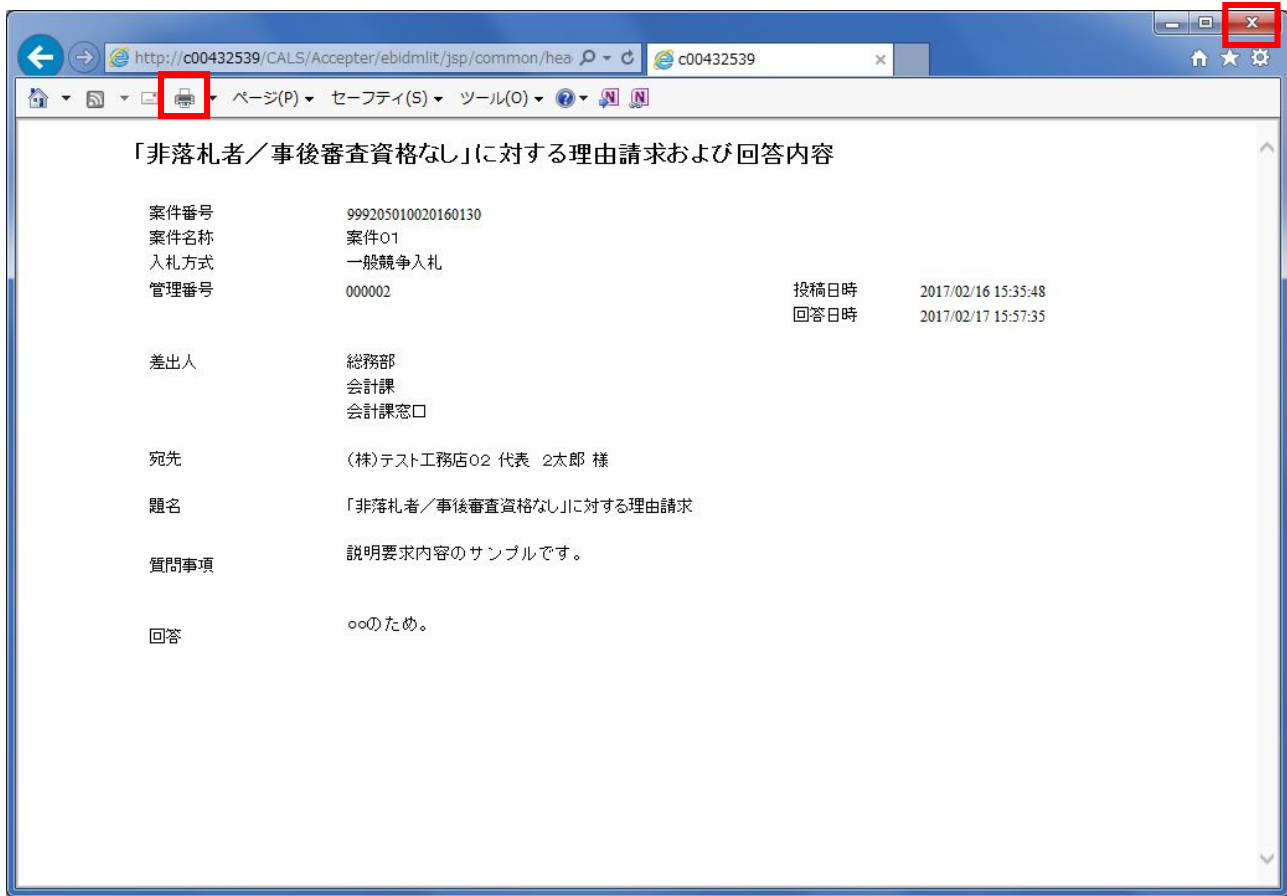 http://c00432539/CALS/Accepter/ebidmlit/jsp/common/hea
c00432539
ページ(P) セーフティ(S) ツール(O)
「非落札者／事後審査資格なし」に対する理由請求および回答内容
案件番号 999205010020160130
案件名称 案件01
入札方式 一般競争入札
管理番号 000002 投稿日時 2017/02/16 15:35:48
回答日時 2017/02/17 15:57:35
差出人 総務部
会計課
会計課窓口
宛先 (株)テスト工務店02 代表 2太郎 様
題名 「非落札者／事後審査資格なし」に対する理由請求
質問事項 説明要求内容のサンプルです。
回答 ○○のため。